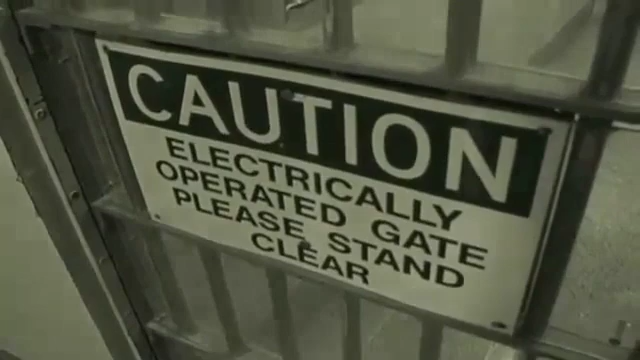 CAUTION
ELECTRICALLY
OPERATED GATE
PLEASE STAND
CLEAR